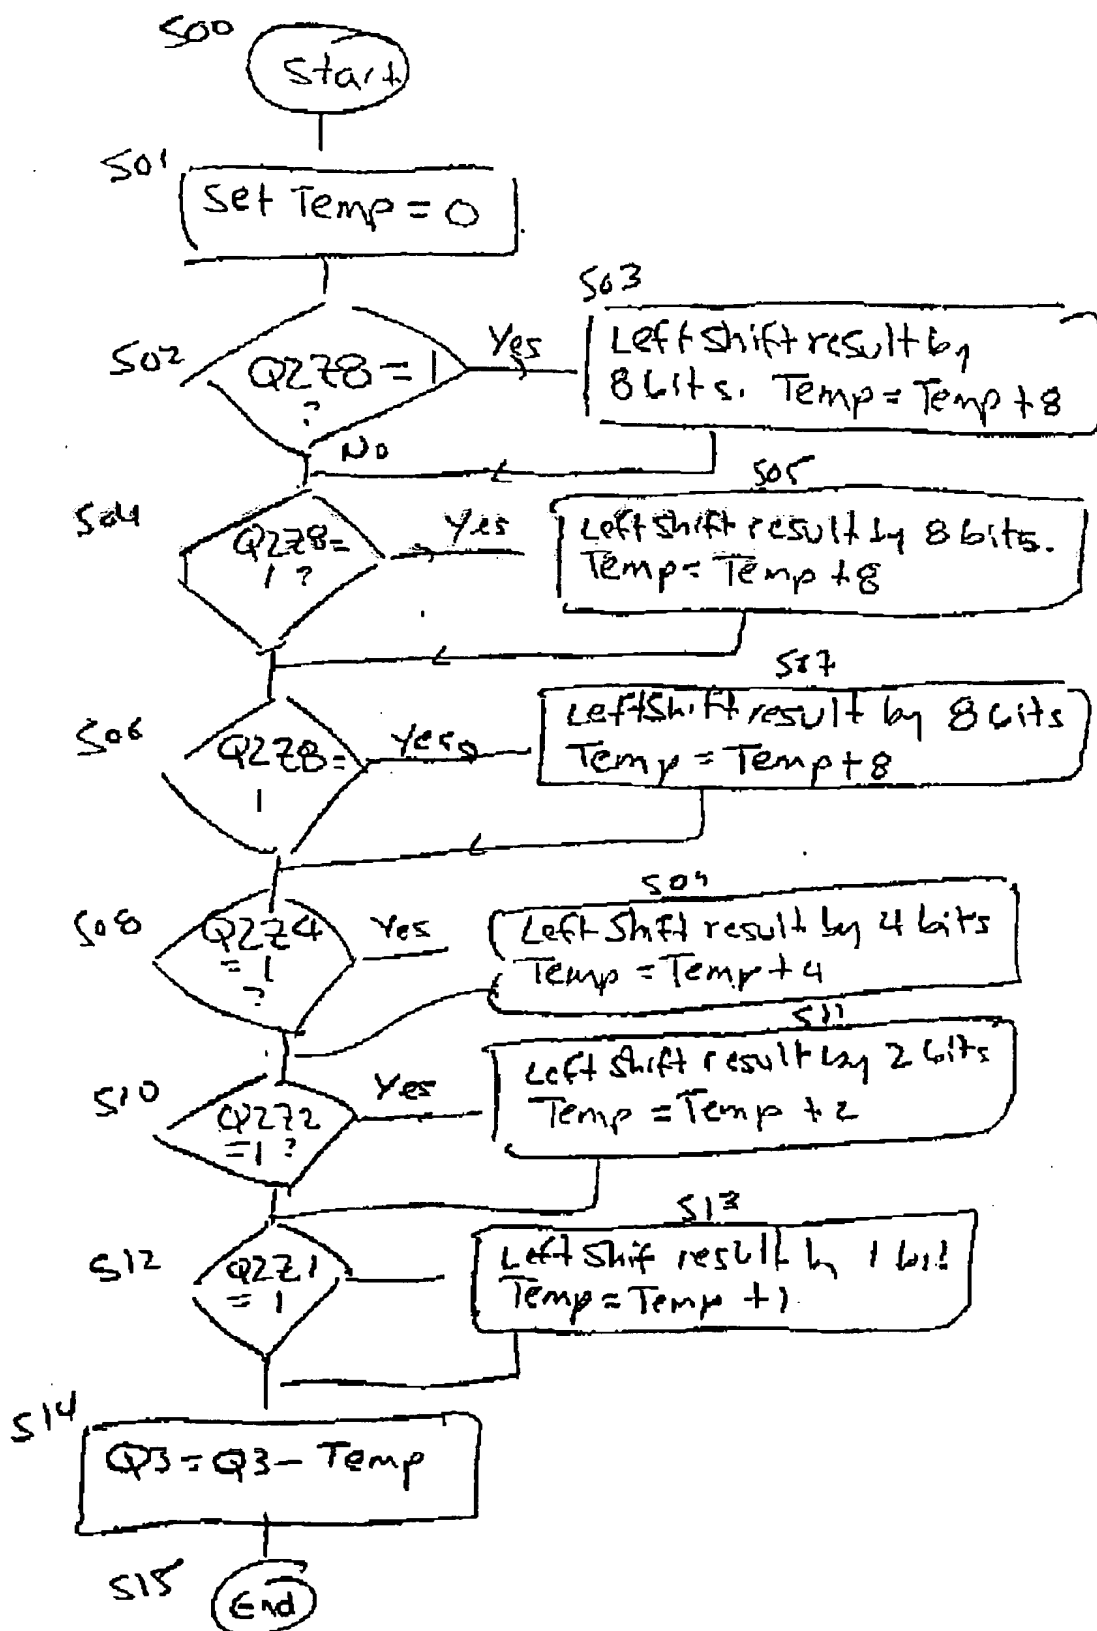 S00
Start
S01
Set Temp = 0
S02
Q2Z8 = 1
?
Yes
No
S03
Left shift result by
8 bits. Temp = Temp + 8
S04
Q2Z8 =
1 ?
Yes
S05
Left shift result by 8 bits.
Temp = Temp + 8
S06
Q2Z8 =
1
Yes
S07
Left Shift result by 8 bits
Temp = Temp + 8
S08
Q2Z4
= 1
?
Yes
S09
Left Shift result by 4 bits
Temp = Temp + 4
S10
Q2Z2
= 1 ?
Yes
S11
Left Shift result by 2 bits
Temp = Temp + 2
S12
Q2Z1
= 1
S13
Left Shif result by 1 bit
Temp = Temp + 1
S14
Q3 = Q3 - Temp
S15
End